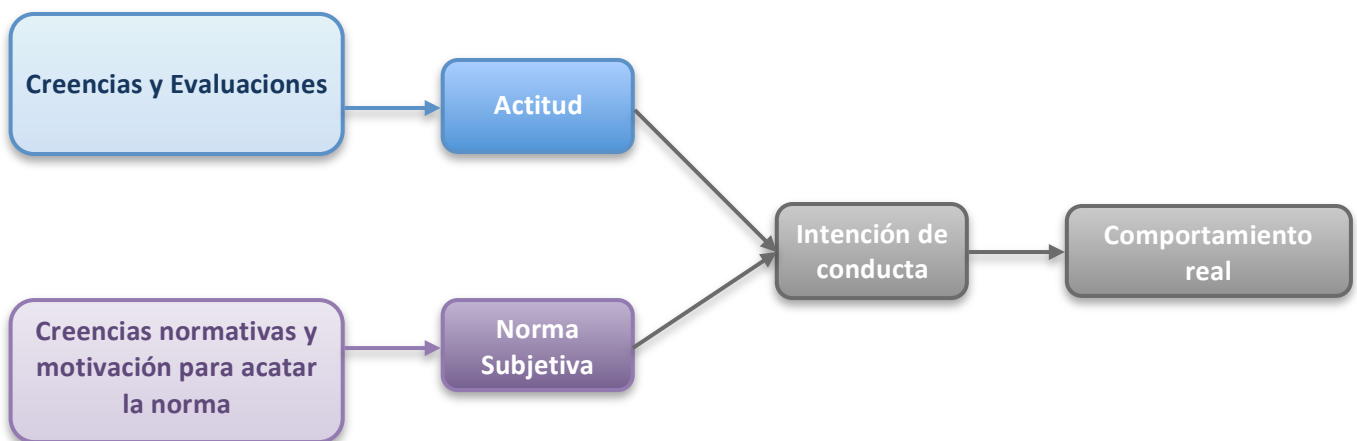 Creencias y Evaluaciones
Actitud
Intención de
conducta
Comportamiento
real
Creencias normativas y
motivación para acatar
la norma
Norma
Subjetiva